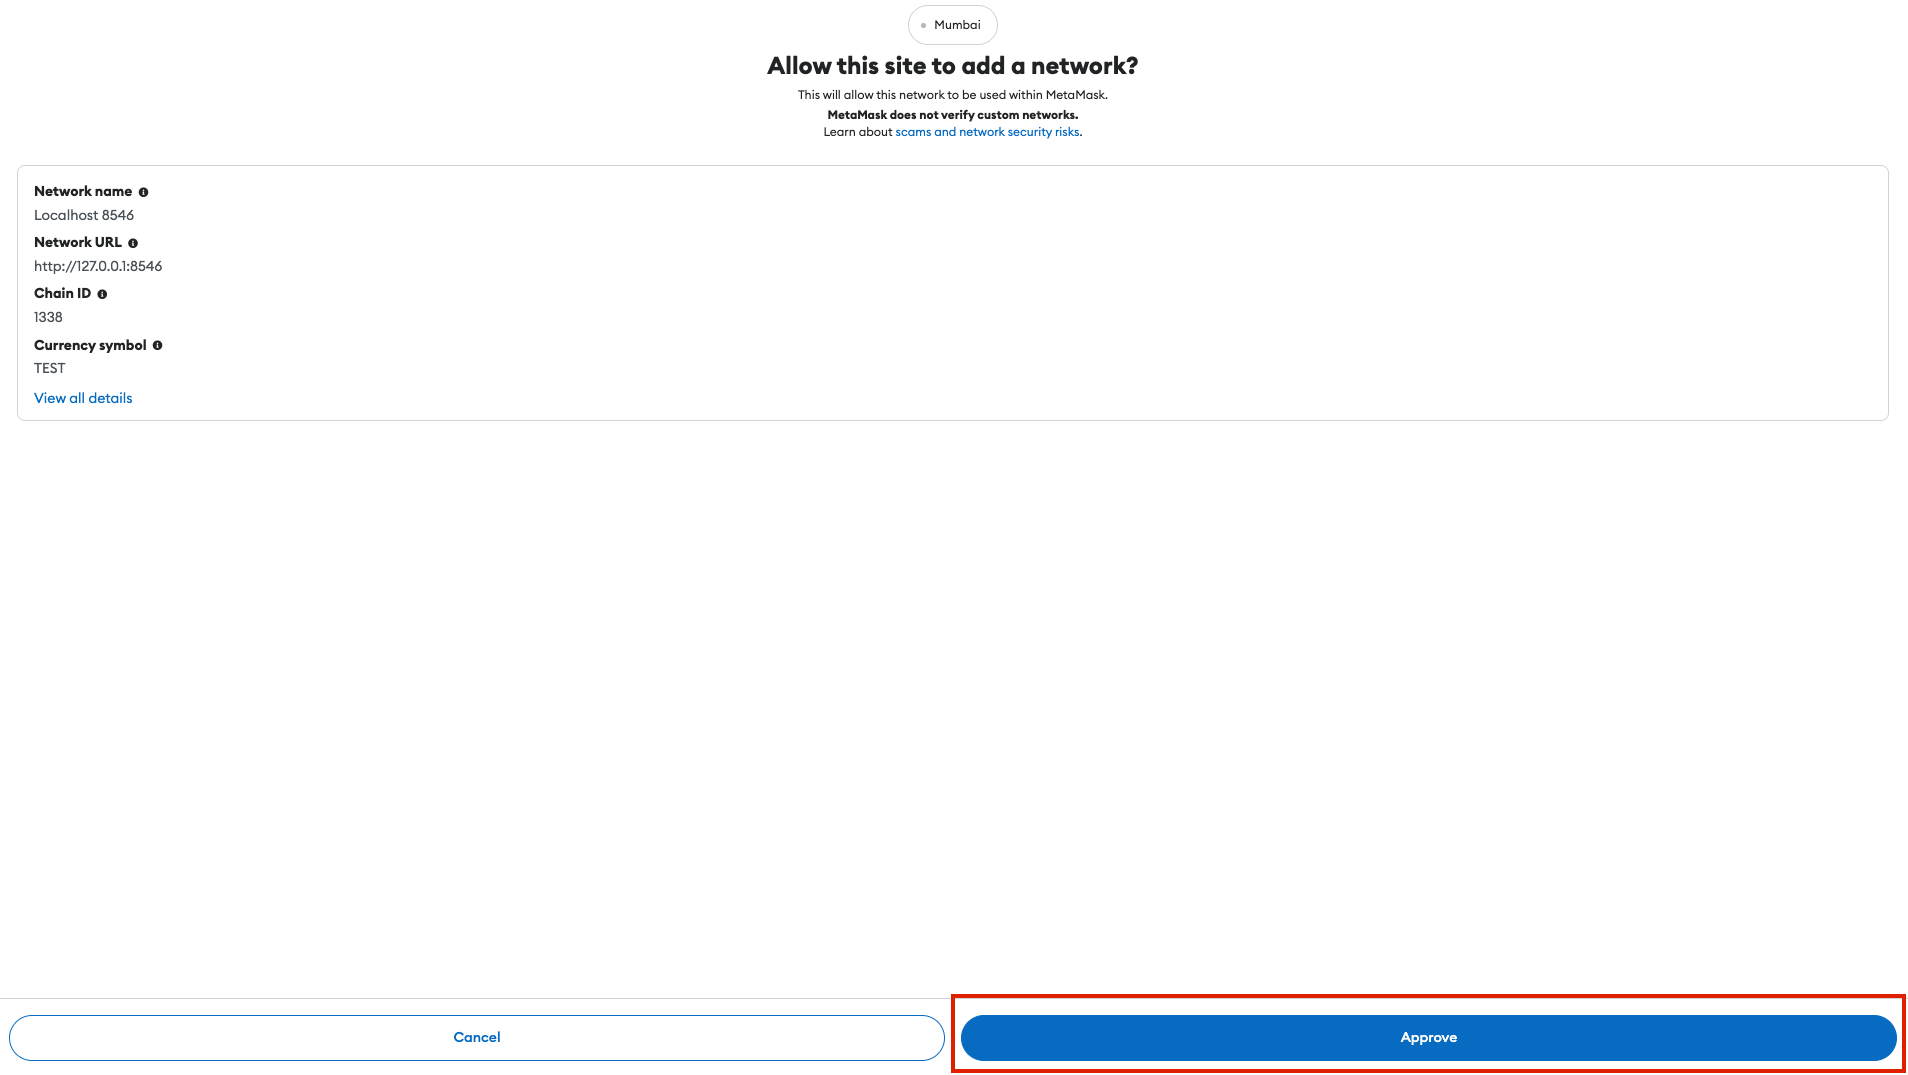 Mumbai
Allow this site to add a network?
This will allow this network to be used within MetaMask.
MetaMask does not verify custom networks.
Learn about scams and network security risks.
Network name
Localhost 8546
Network URL
http://127.0.0.1:8546
Chain ID
1338
Currency symbol
TEST
View all details
Cancel
Approve